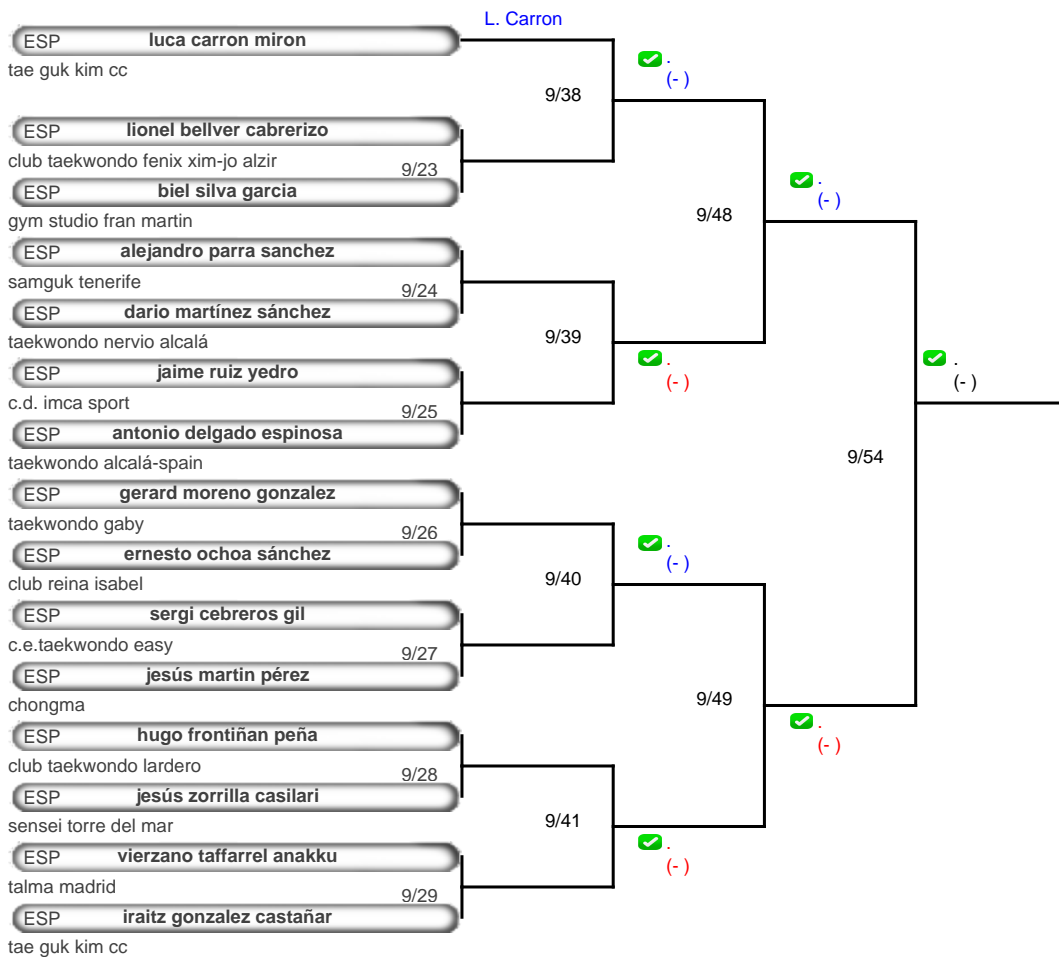 L. Carron
ESP luca carron miron
tae guk kim cc
9/38
.
(- )
ESP lionel bellver cabrerizo
club taekwondo fenix xim-jo alzir
9/23
ESP biel silva garcia
gym studio fran martin
9/48
.
(- )
ESP alejandro parra sanchez
samguk tenerife
9/24
ESP dario martínez sánchez
taekwondo nervio alcalá
9/39
.
(- )
ESP jaime ruiz yedro
c.d. imca sport
9/25
ESP antonio delgado espinosa
taekwondo alcalá-spain
9/54
.
(- )
ESP gerard moreno gonzalez
taekwondo gaby
9/26
ESP ernesto ochoa sánchez
club reina isabel
9/40
.
(- )
ESP sergi cebreros gil
c.e.taekwondo easy
9/27
ESP jesús martin pérez
chongma
9/49
.
(- )
ESP hugo frontiñan peña
club taekwondo lardero
9/28
ESP jesús zorrilla casilari
sensei torre del mar
9/41
.
(- )
ESP vierzano taffarrel anakku
talma madrid
9/29
ESP iraitz gonzalez castañar
tae guk kim cc